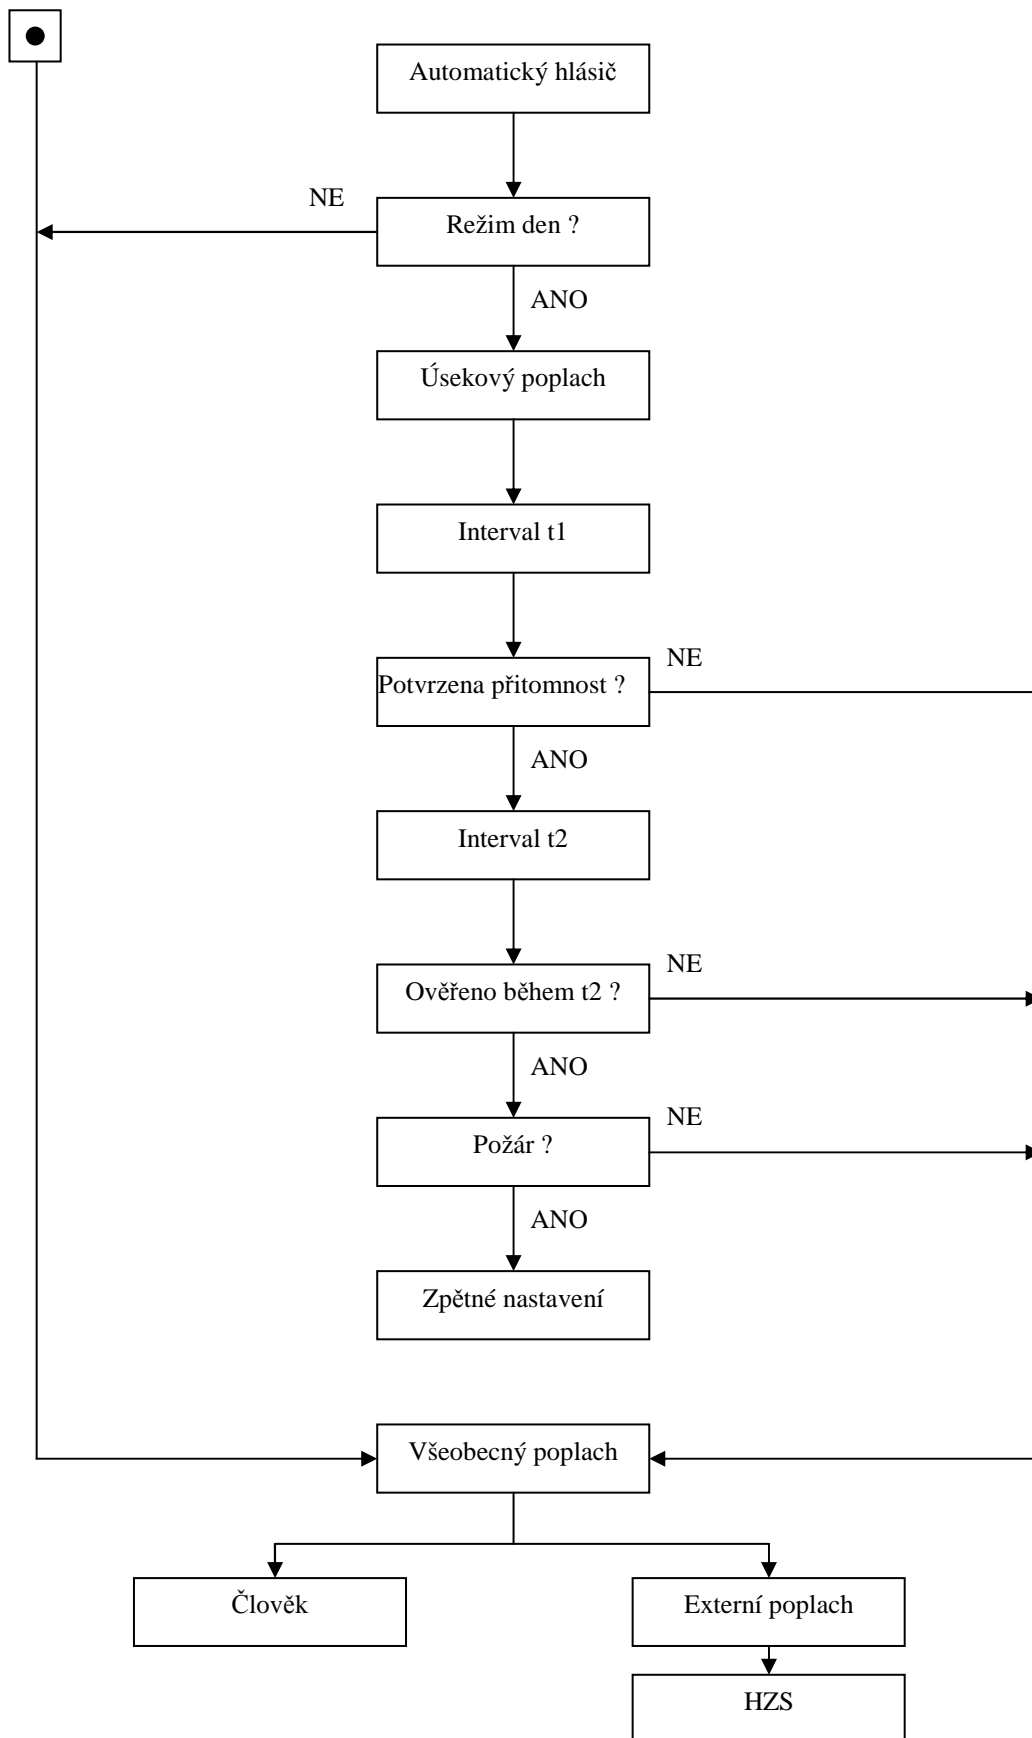 Automatický hlásič
NE
Režim den ?
ANO
Úsekový poplach
Interval t1
NE
Potvrzena přitomnost ?
ANO
Interval t2
NE
Ověřeno během t2 ?
ANO
NE
Požár ?
ANO
Zpětné nastavení
Všeobecný poplach
Člověk
Externí poplach
HZS